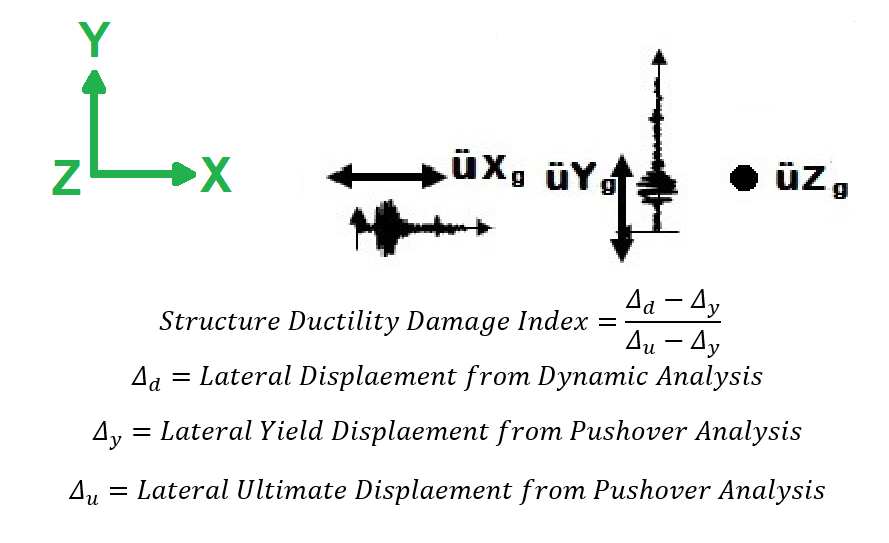 Y
Z X
üXg üYg üZg
Structure Ductility Damage Index = (Δd − Δy) / (Δu − Δy)
Δd = Lateral Displaement from Dynamic Analysis
Δy = Lateral Yield Displaement from Pushover Analysis
Δu = Lateral Ultimate Displaement from Pushover Analysis